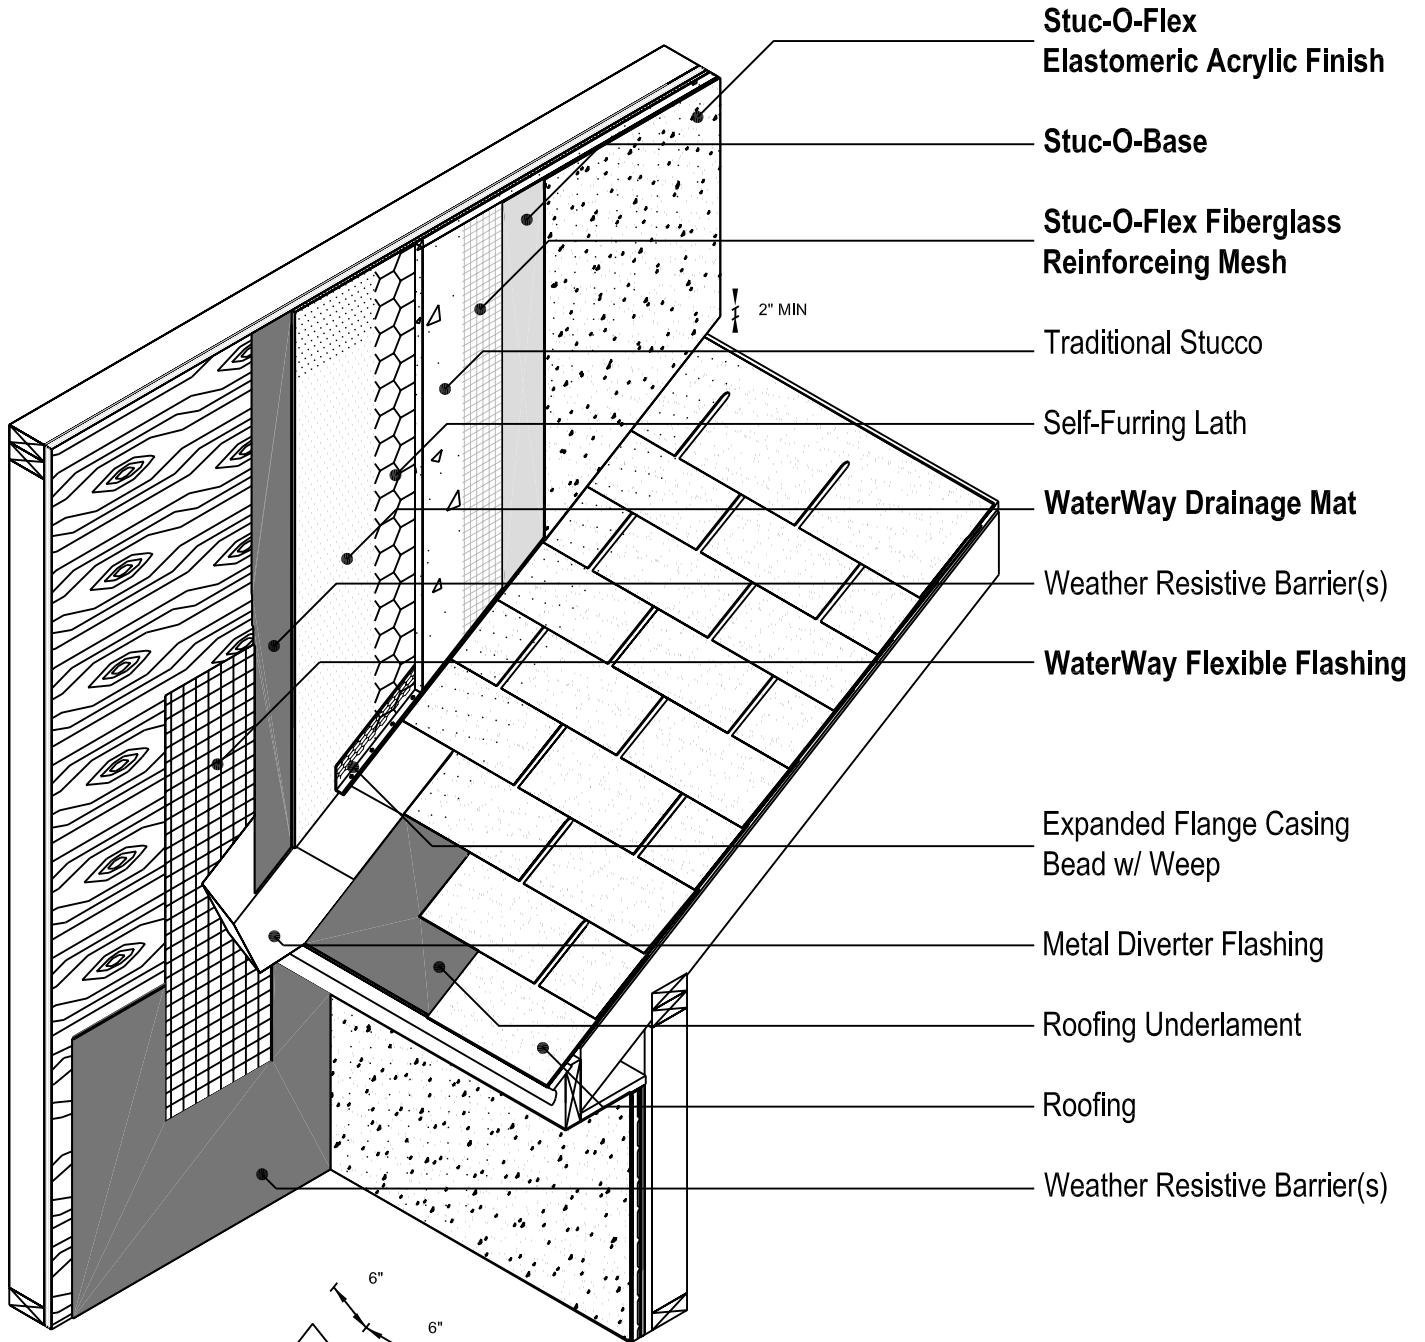 Stuc-O-Flex
Elastomeric Acrylic Finish
Stuc-O-Base
Stuc-O-Flex Fiberglass
Reinforceing Mesh
2" MIN
Traditional Stucco
Self-Furring Lath
WaterWay Drainage Mat
Weather Resistive Barrier(s)
WaterWay Flexible Flashing
Expanded Flange Casing
Bead w/ Weep
Metal Diverter Flashing
Roofing Underlament
Roofing
Weather Resistive Barrier(s)
6"
6"